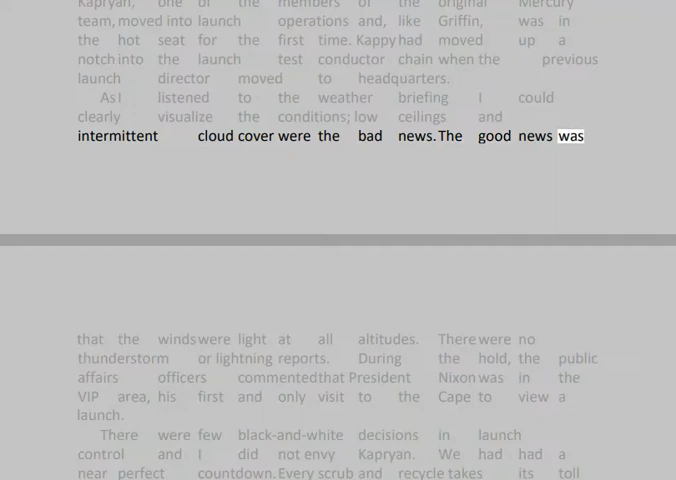 Kapryan, one of the members of the original Mercury
team, moved into launch operations and, like Griffin, was in
the hot seat for the first time. Kappy had moved up a
notch into the launch test conductor chain when the previous
launch director moved to headquarters.
As I listened to the weather briefing I could
clearly visualize the conditions; low ceilings and
intermittent cloud cover were the bad news. The good news was
that the winds were light at all altitudes. There were no
thunderstorm or lightning reports. During the hold, the public
affairs officers commented that President Nixon was in the
VIP area, his first and only visit to the Cape to view a
launch.
There were few black-and-white decisions in launch
control and I did not envy Kapryan. We had had a
near perfect countdown. Every scrub and recycle takes its toll